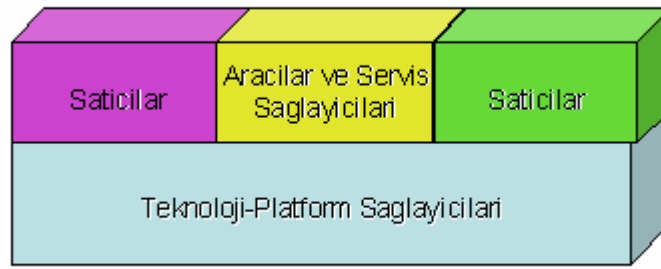 Saticilar
Aracilar ve Servis
Saglayicilari
Saticilar
Teknoloji-Platform Saglayicilari